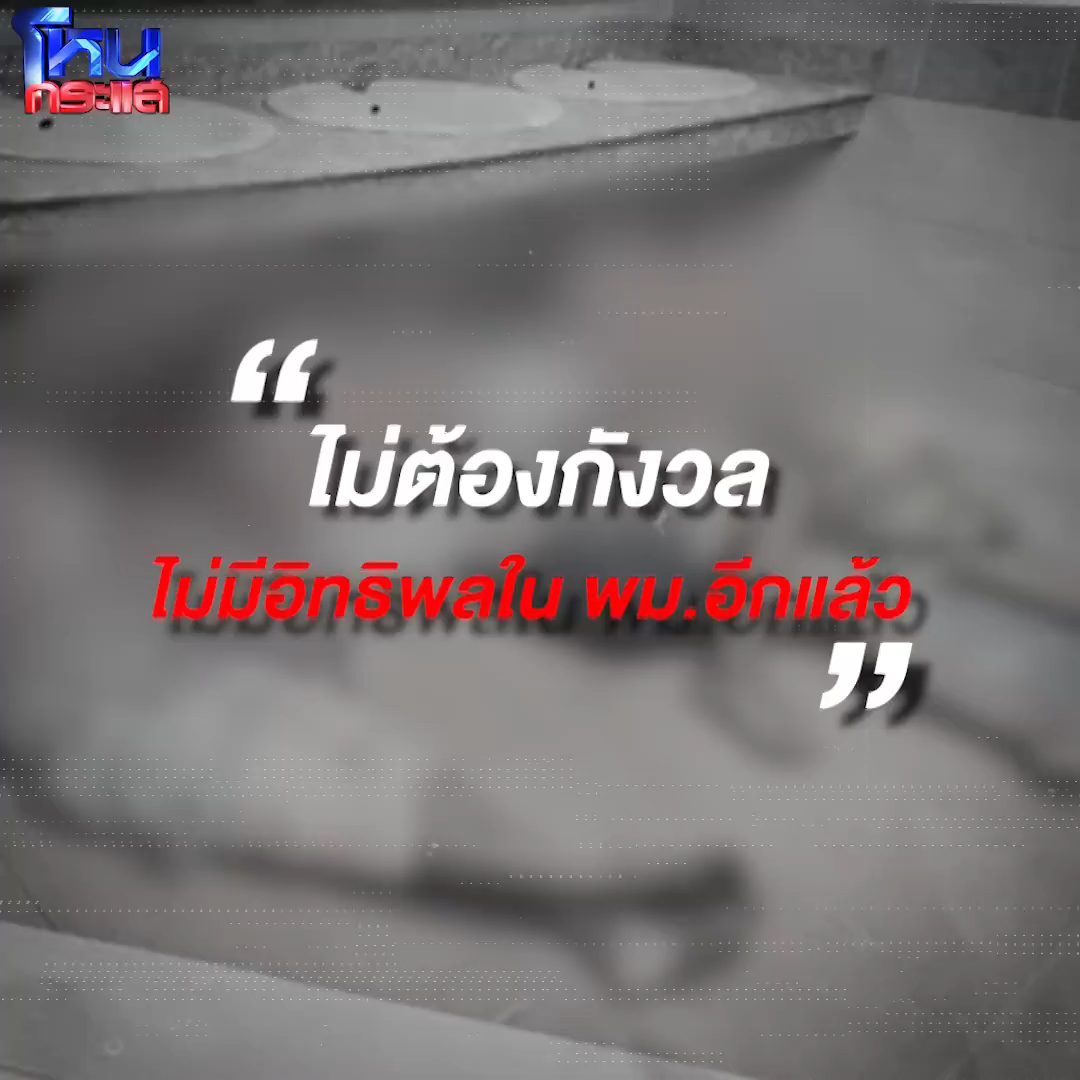 โหนกระแส
“
ไม่ต้องกังวล
ไม่มีอิทธิพลใน พม.อีกแล้ว
”